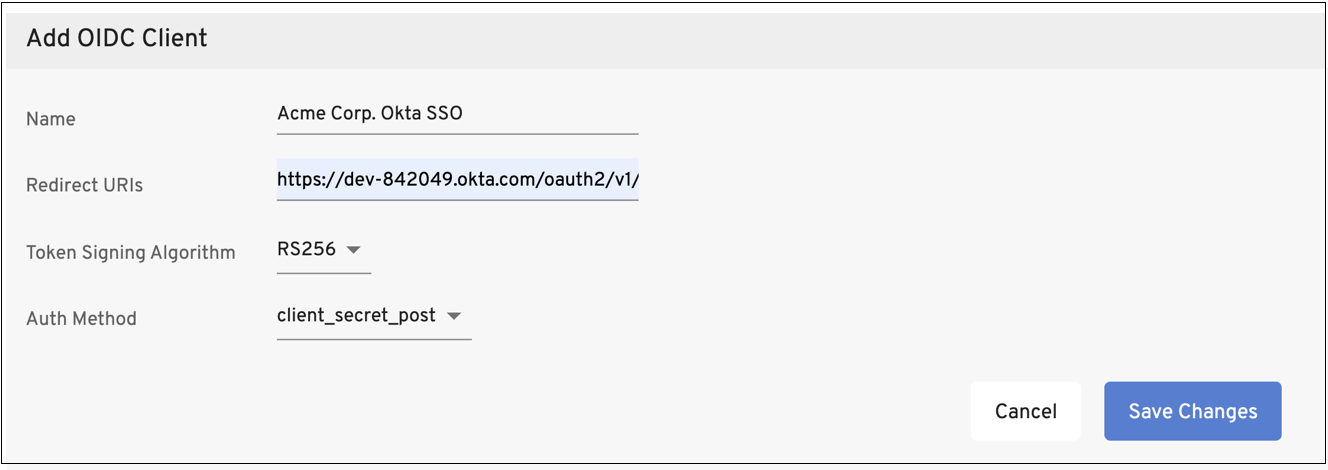 Add OIDC Client
Name Acme Corp. Okta SSO
Redirect URIs https://dev-842049.okta.com/oauth2/v1/
Token Signing Algorithm RS256
Auth Method client_secret_post
Cancel Save Changes